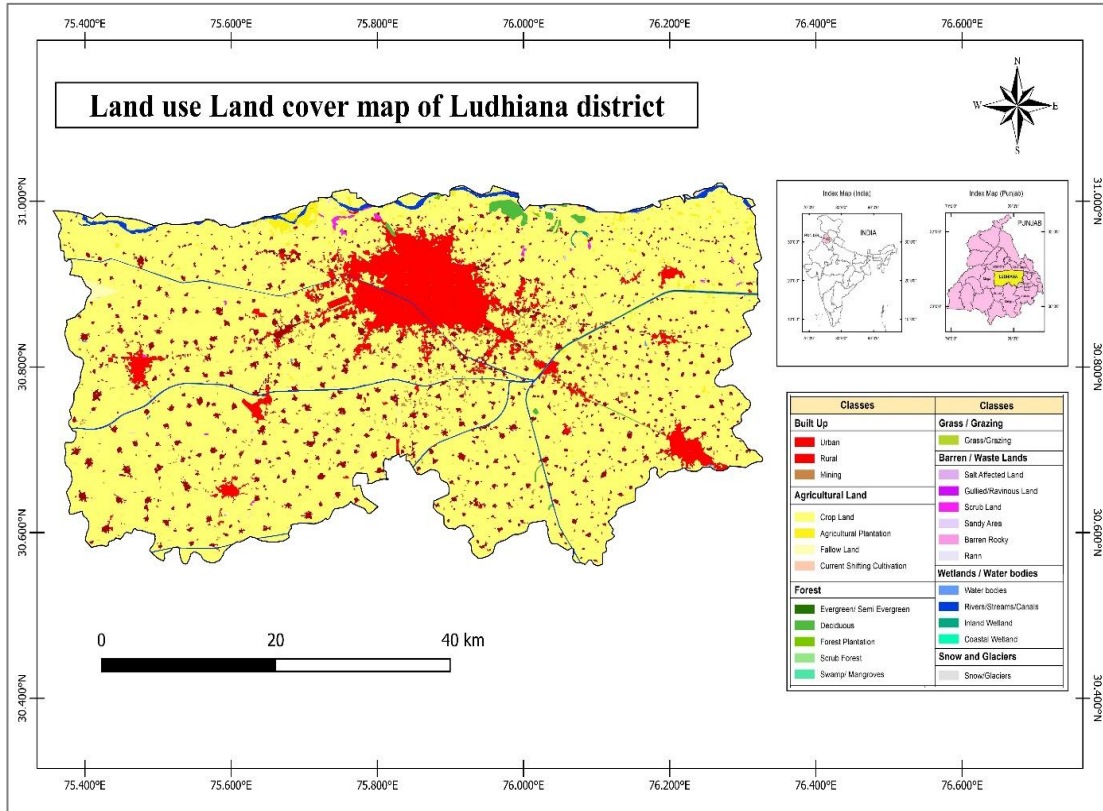 75.400°E 75.600°E 75.800°E 76.000°E 76.200°E 76.400°E 76.600°E
Land use Land cover map of Ludhiana district
N
W E
S
31.000°N 31.000°N
30.800°N 30.800°N
30.600°N 30.600°N
30.400°N 30.400°N
Index Map (India)
INDIA
Index Map (Punjab)
PUNJAB
LUDHIANA
Classes
Built Up
Urban
Rural
Mining
Agricultural Land
Crop Land
Agricultural Plantation
Fallow Land
Current Shifting Cultivation
Forest
Evergreen/ Semi Evergreen
Deciduous
Forest Plantation
Scrub Forest
Swamp/ Mangroves
Classes
Grass / Grazing
Grass/Grazing
Barren / Waste Lands
Salt Affected Land
Gullied/Ravinous Land
Scrub Land
Sandy Area
Barren Rocky
Rann
Wetlands / Water bodies
Water bodies
Rivers/Streams/Canals
Inland Wetland
Coastal Wetland
Snow and Glaciers
Snow/Glaciers
0 20 40 km
75.400°E 75.600°E 75.800°E 76.000°E 76.200°E 76.400°E 76.600°E